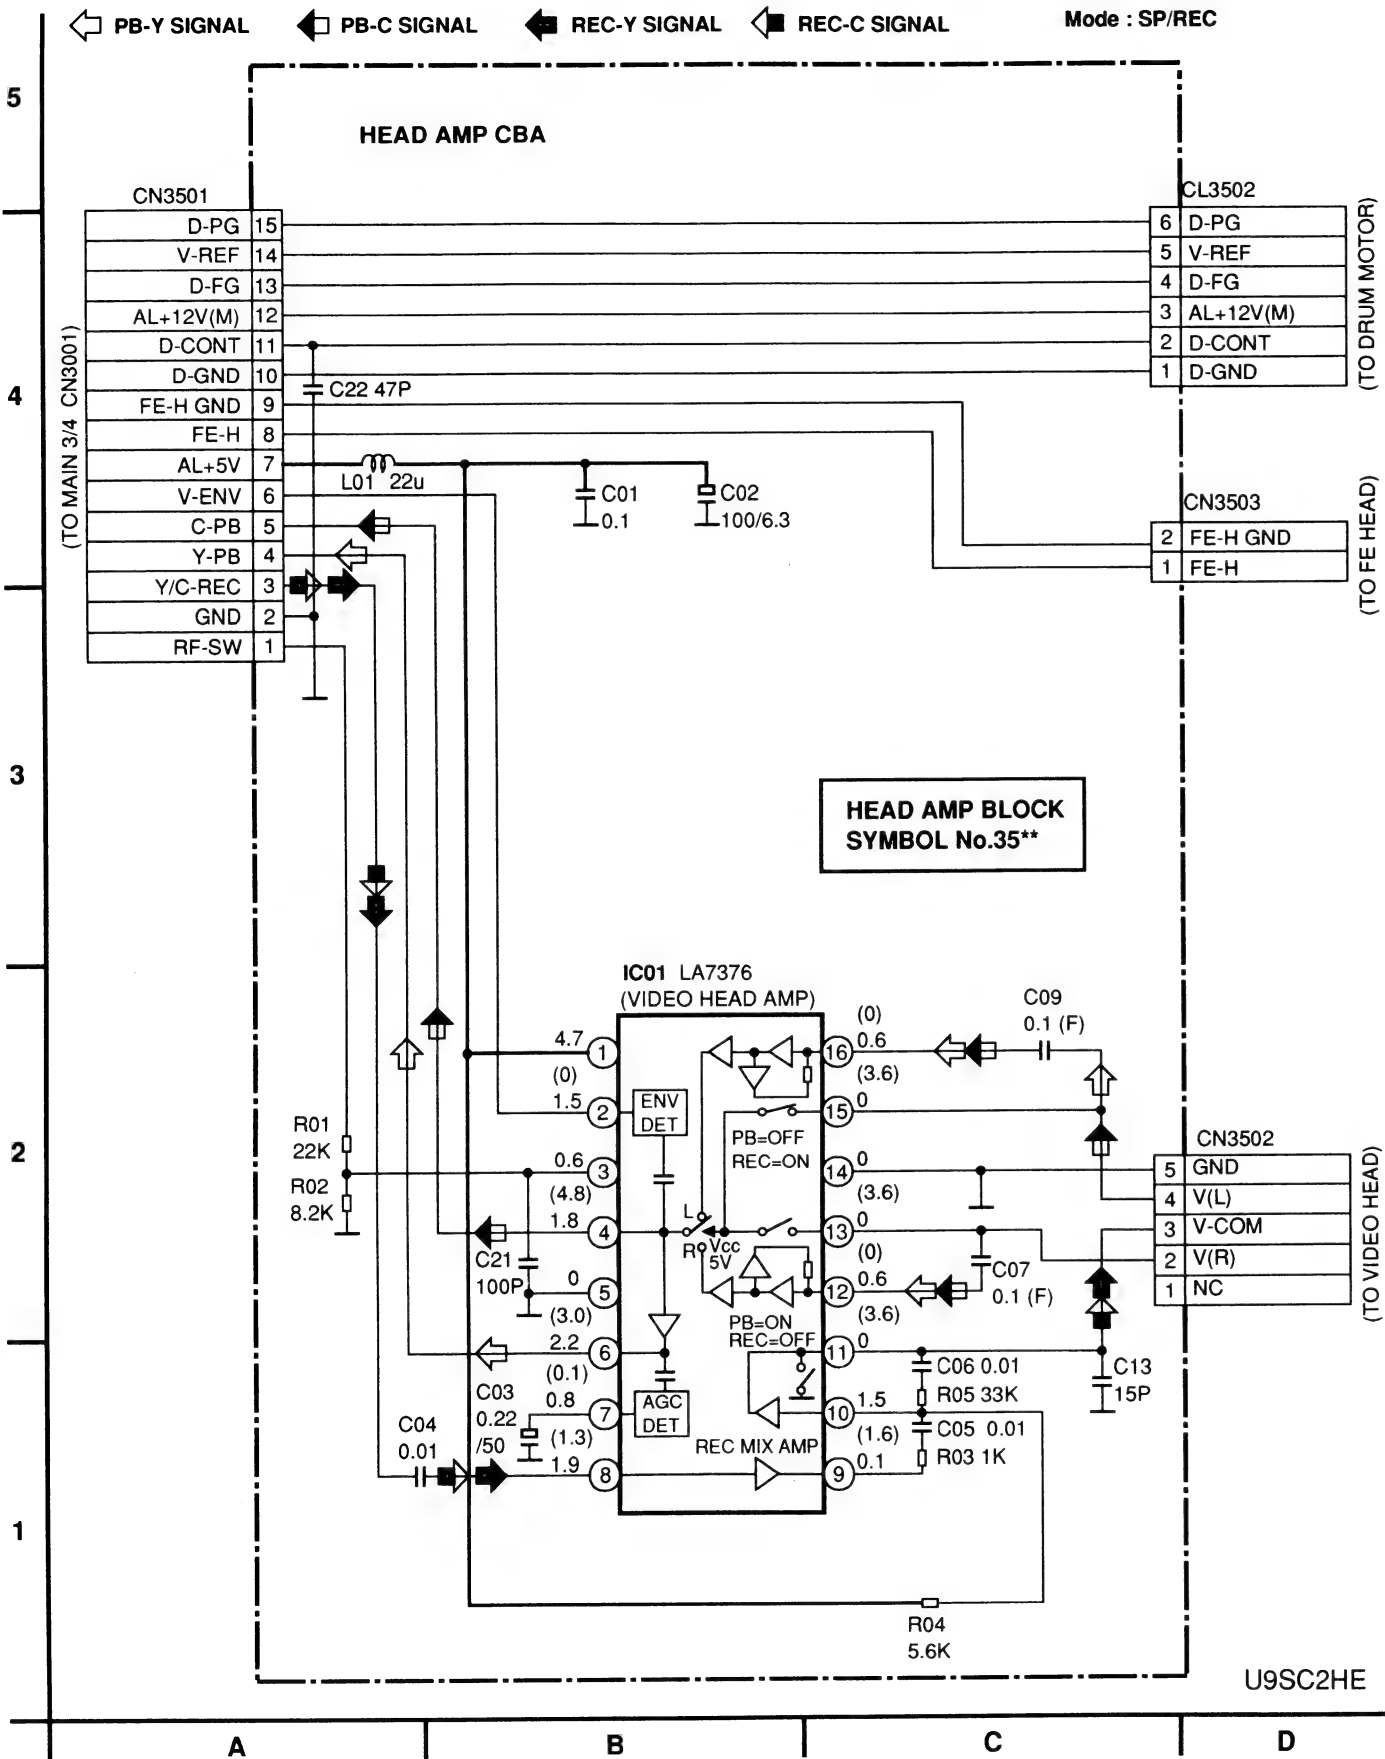 PB-Y SIGNAL PB-C SIGNAL REC-Y SIGNAL REC-C SIGNAL Mode : SP/REC
5
HEAD AMP CBA
CN3501
D-PG 15
V-REF 14
D-FG 13
AL+12V(M) 12
D-CONT 11
D-GND 10
FE-H GND 9
FE-H 8
AL+5V 7
V-ENV 6
C-PB 5
Y-PB 4
Y/C-REC 3
GND 2
RF-SW 1
(TO MAIN 3/4 CN3001)
CL3502
6 D-PG
5 V-REF
4 D-FG
3 AL+12V(M)
2 D-CONT
1 D-GND
(TO DRUM MOTOR)
4
C22 47P
L01 22u
C01
0.1
C02
100/6.3
CN3503
2 FE-H GND
1 FE-H
(TO FE HEAD)
3
HEAD AMP BLOCK
SYMBOL No.35**
IC01 LA7376
(VIDEO HEAD AMP)
C09
0.1 (F)
4.7
1
(0)
1.5
2
0.6
3
(4.8)
1.8
4
0
5
(3.0)
2.2
6
(0.1)
0.8
7
(1.3)
1.9
8
ENV
DET
PB=OFF
REC=ON
L
R
Vcc
5V
PB=ON
REC=OFF
AGC
DET
REC MIX AMP
(0)
16
0.6
(3.6)
15
0
14
0
(3.6)
13
0
(0)
12
0.6
(3.6)
11
0
10
1.5
(1.6)
9
0.1
2
R01
22K
R02
8.2K
C21
100P
C03
0.22
/50
C04
0.01
C07
0.1 (F)
C06 0.01
R05 33K
C05 0.01
R03 1K
C13
15P
CN3502
5 GND
4 V(L)
3 V-COM
2 V(R)
1 NC
(TO VIDEO HEAD)
1
R04
5.6K
U9SC2HE
A B C D